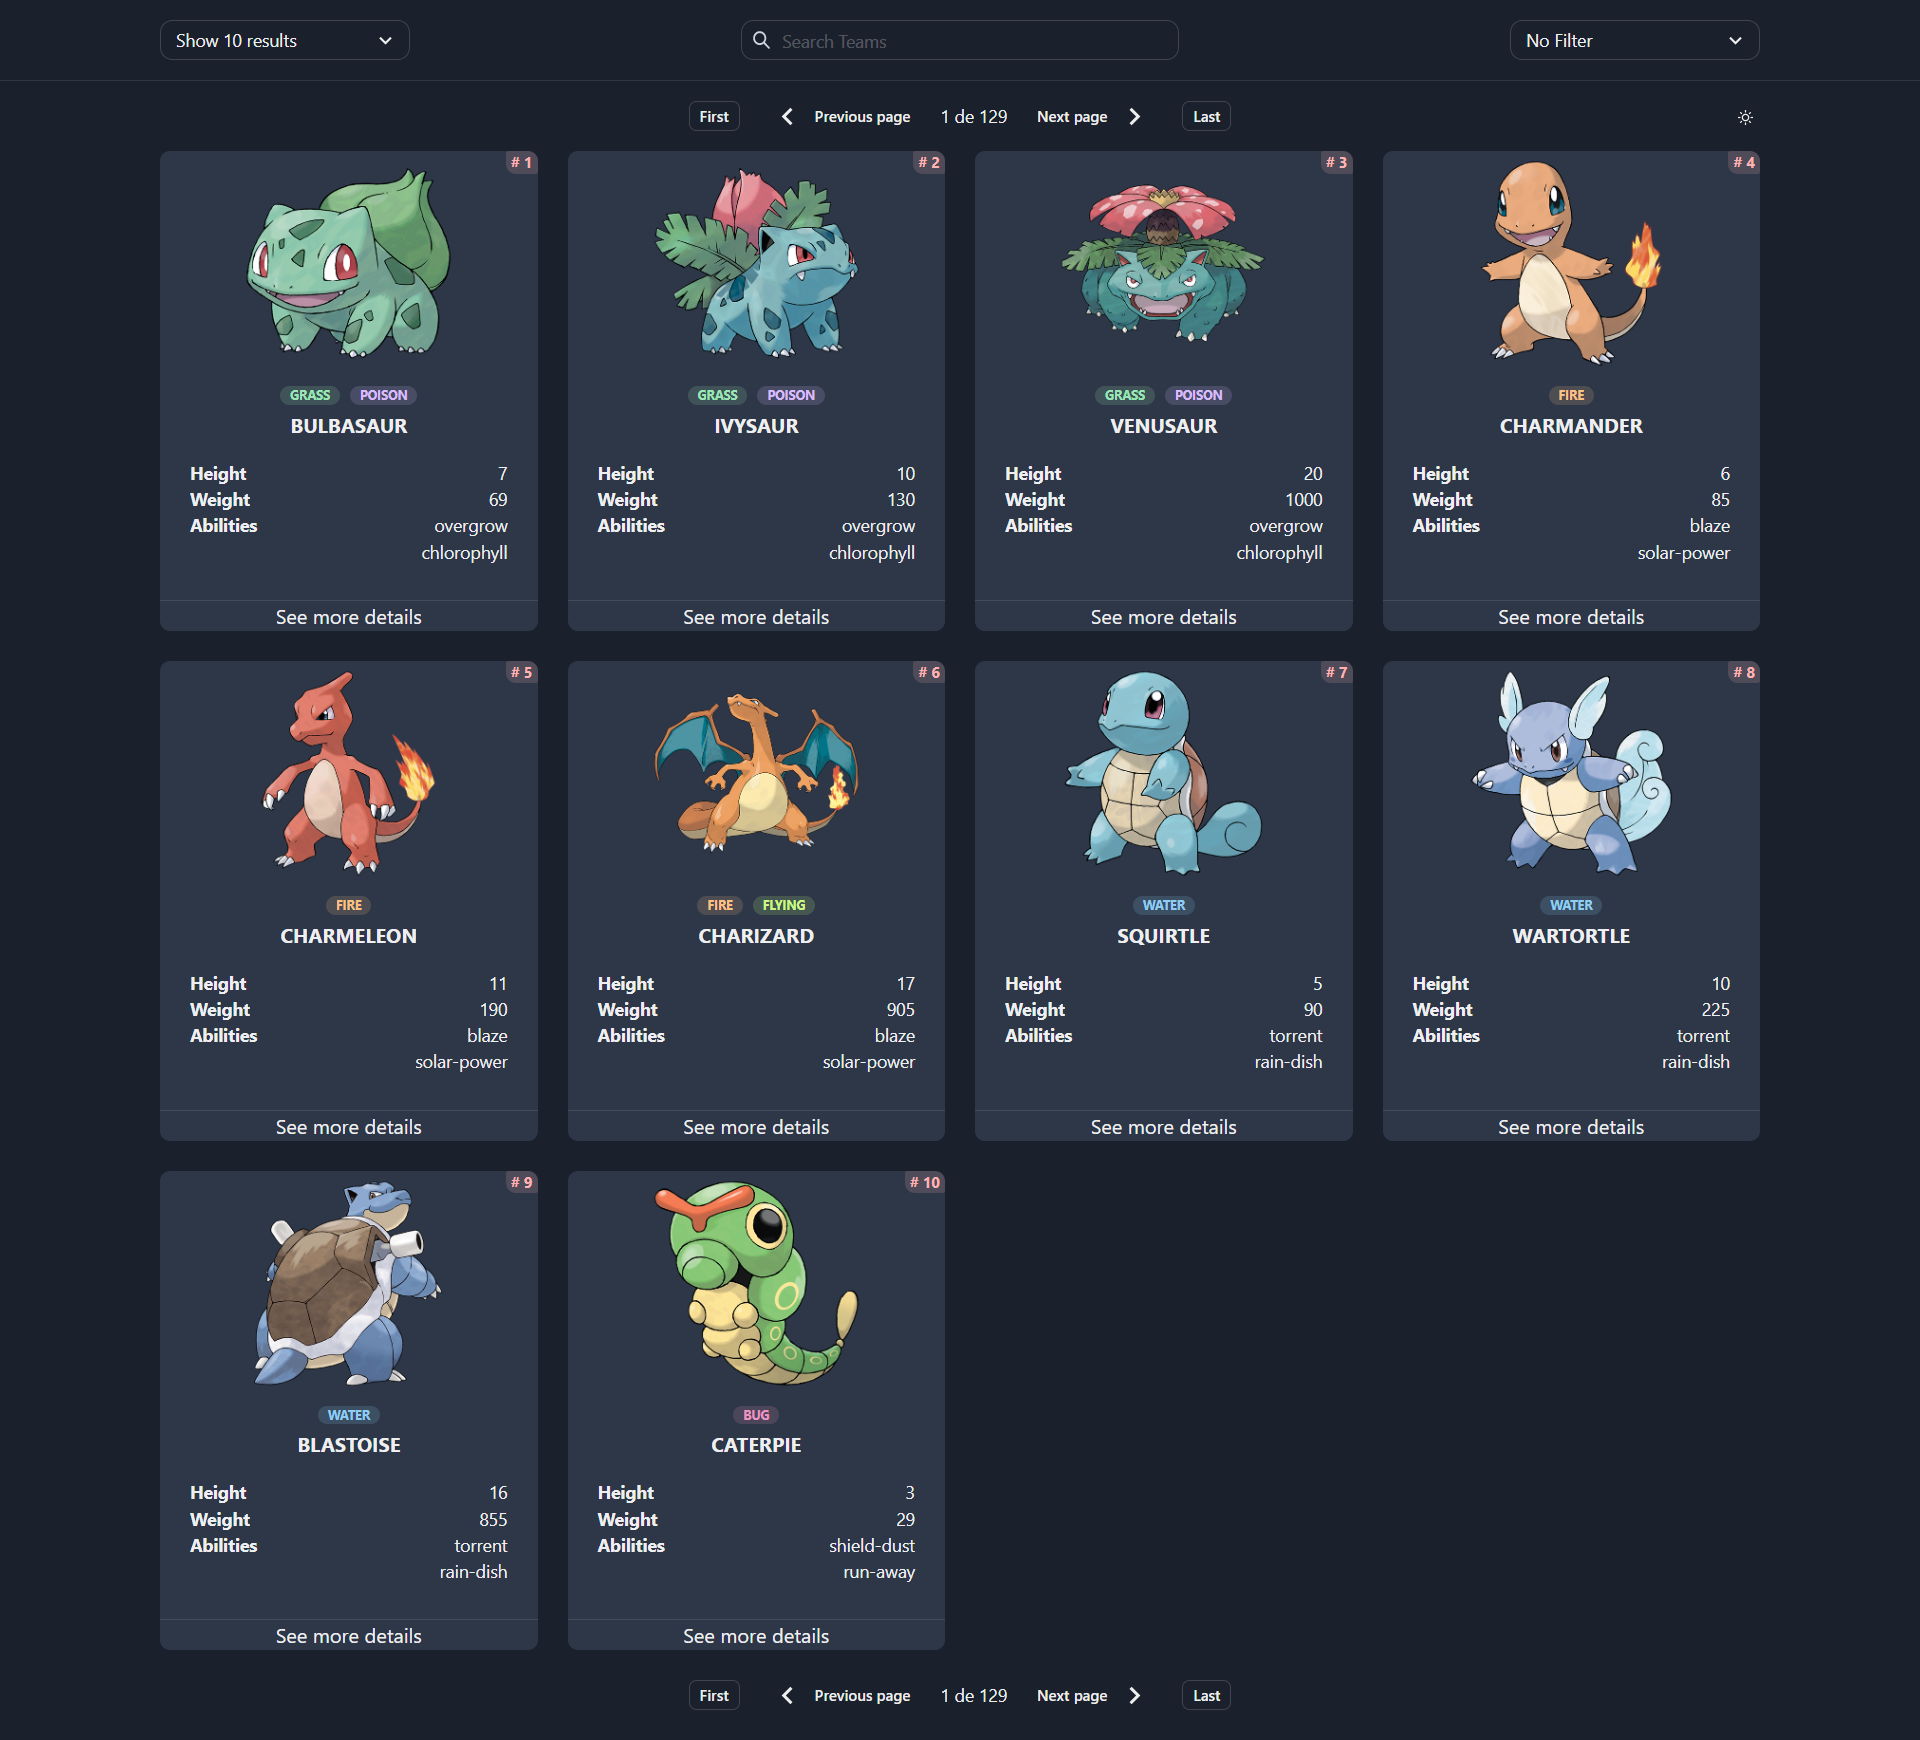 Show 10 results
Search Teams
No Filter
First
Previous page
1 de 129
Next page
Last
# 1
GRASS POISON
BULBASAUR
Height 7
Weight 69
Abilities overgrow
chlorophyll
See more details
# 2
GRASS POISON
IVYSAUR
Height 10
Weight 130
Abilities overgrow
chlorophyll
See more details
# 3
GRASS POISON
VENUSAUR
Height 20
Weight 1000
Abilities overgrow
chlorophyll
See more details
# 4
FIRE
CHARMANDER
Height 6
Weight 85
Abilities blaze
solar-power
See more details
# 5
FIRE
CHARMELEON
Height 11
Weight 190
Abilities blaze
solar-power
See more details
# 6
FIRE FLYING
CHARIZARD
Height 17
Weight 905
Abilities blaze
solar-power
See more details
# 7
WATER
SQUIRTLE
Height 5
Weight 90
Abilities torrent
rain-dish
See more details
# 8
WATER
WARTORTLE
Height 10
Weight 225
Abilities torrent
rain-dish
See more details
# 9
WATER
BLASTOISE
Height 16
Weight 855
Abilities torrent
rain-dish
See more details
# 10
BUG
CATERPIE
Height 3
Weight 29
Abilities shield-dust
run-away
See more details
First
Previous page
1 de 129
Next page
Last